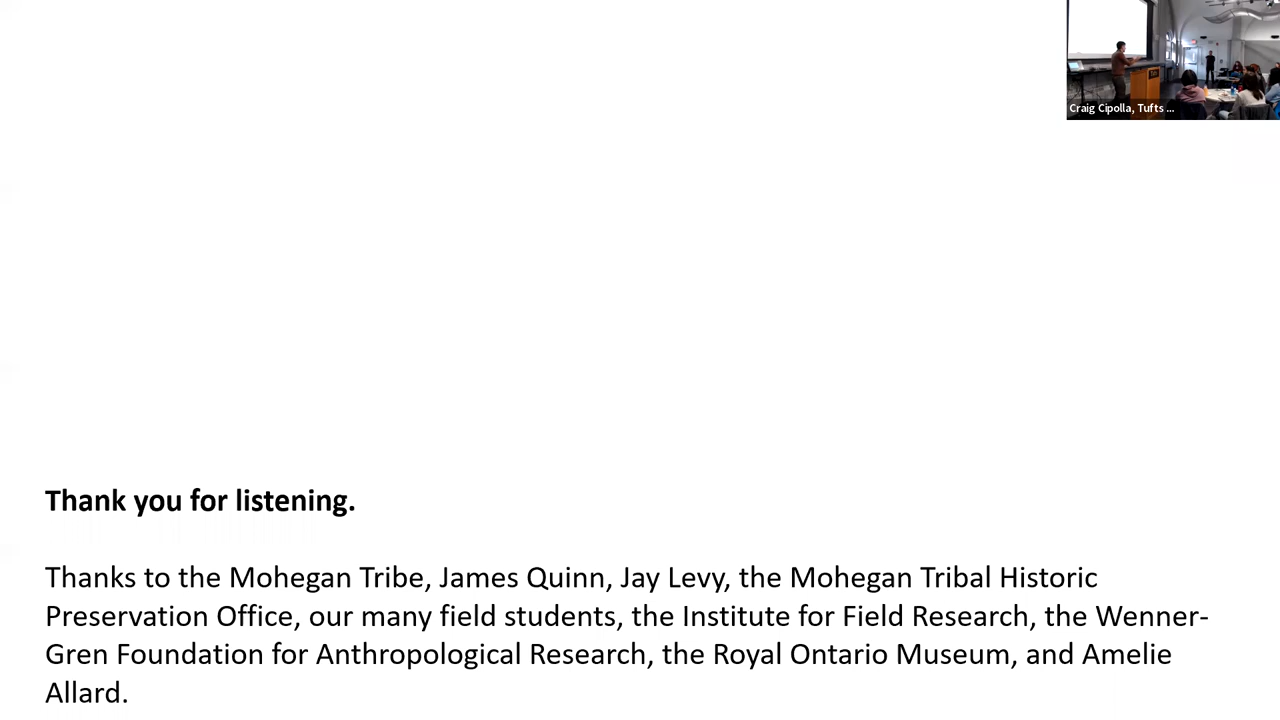 Craig Cipolla, Tufts ...
Thank you for listening.
Thanks to the Mohegan Tribe, James Quinn, Jay Levy, the Mohegan Tribal Historic
Preservation Office, our many field students, the Institute for Field Research, the Wenner-
Gren Foundation for Anthropological Research, the Royal Ontario Museum, and Amelie
Allard.